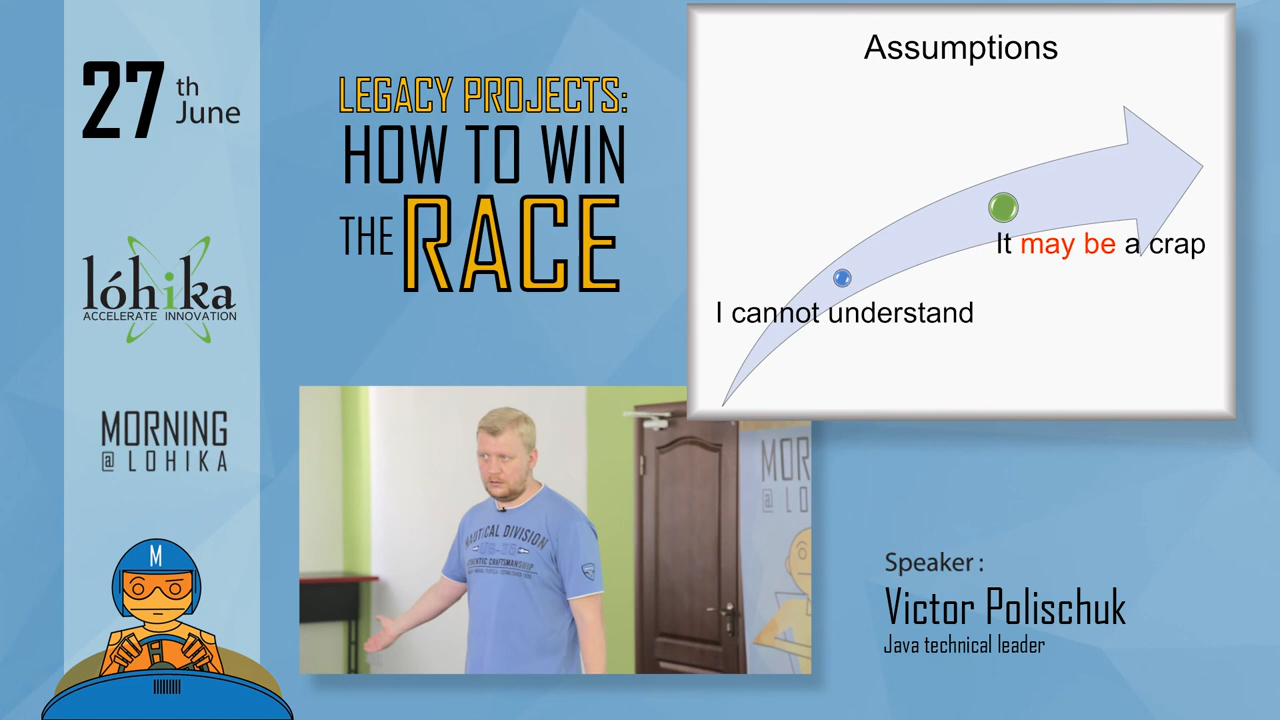 27
th
June
lóhika
ACCELERATE INNOVATION
MORNING
@ LOHIKA
M
LEGACY PROJECTS:
HOW TO WIN
THE RACE
Assumptions
It may be a crap
I cannot understand
NAUTICAL DIVISION
AUTHENTIC CRAFTSMANSHIP
MOR
@ LO
Speaker :
Victor Polischuk
Java technical leader